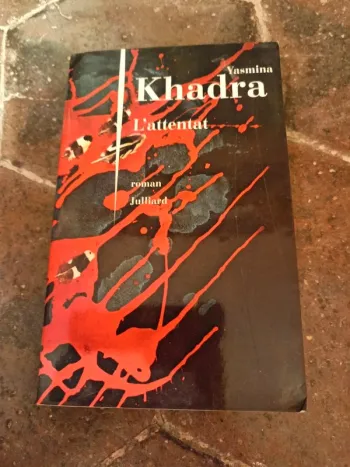 Yasmina
Khadra
L'attentat
roman
Julliard